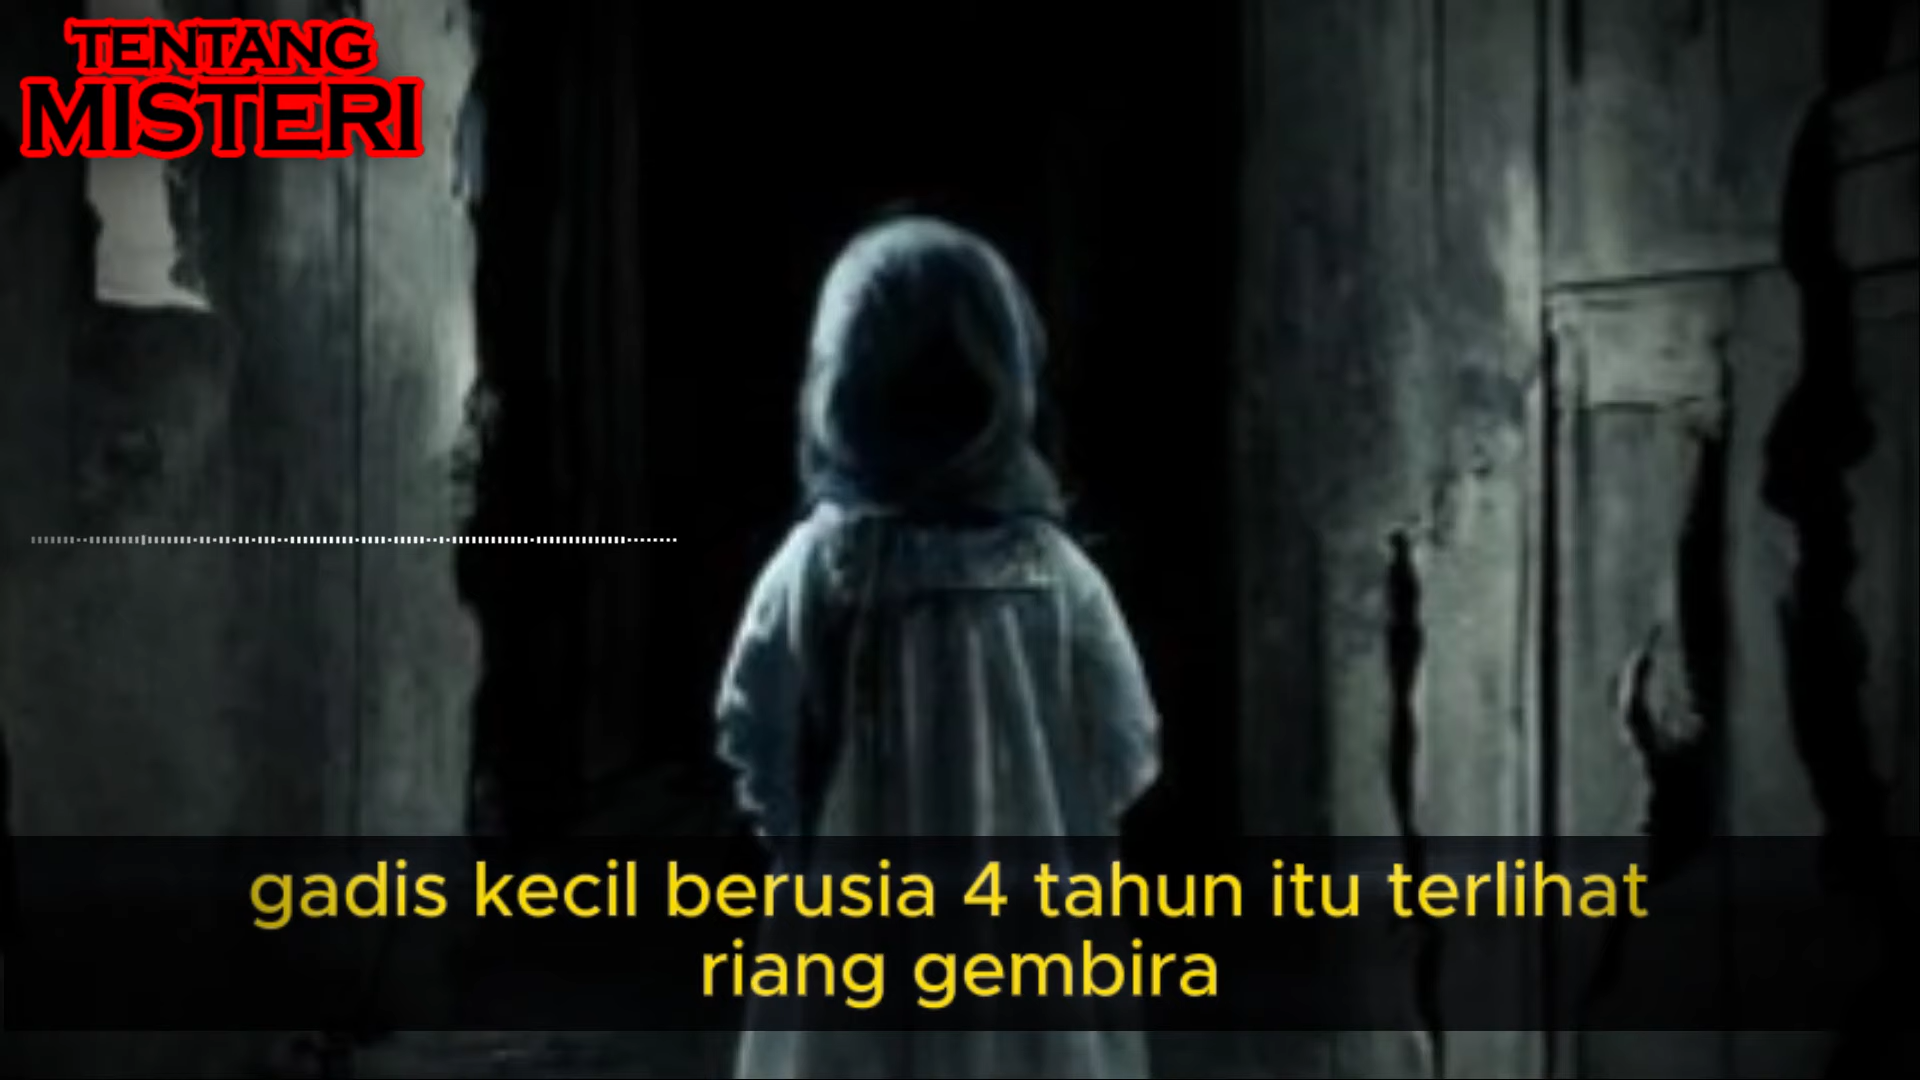 TENTANG
MISTERI
gadis kecil berusia 4 tahun itu terlihat
riang gembira